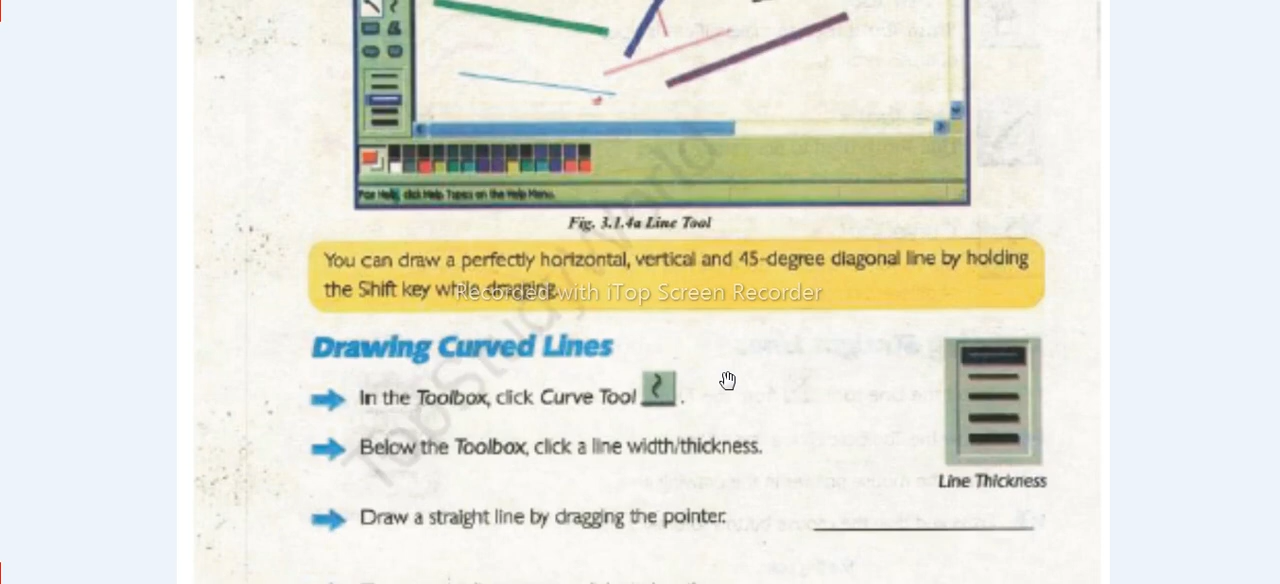 For Help, click Help Topics on the Help Menu.
Fig. 3.1.4a Line Tool
You can draw a perfectly horizontal, vertical and 45-degree diagonal line by holding
the Shift key while dragging.
Recorded with iTop Screen Recorder
Drawing Curved Lines
In the Toolbox, click Curve Tool .
Below the Toolbox, click a line width/thickness.
Line Thickness
Draw a straight line by dragging the pointer.
TopStudyWorld